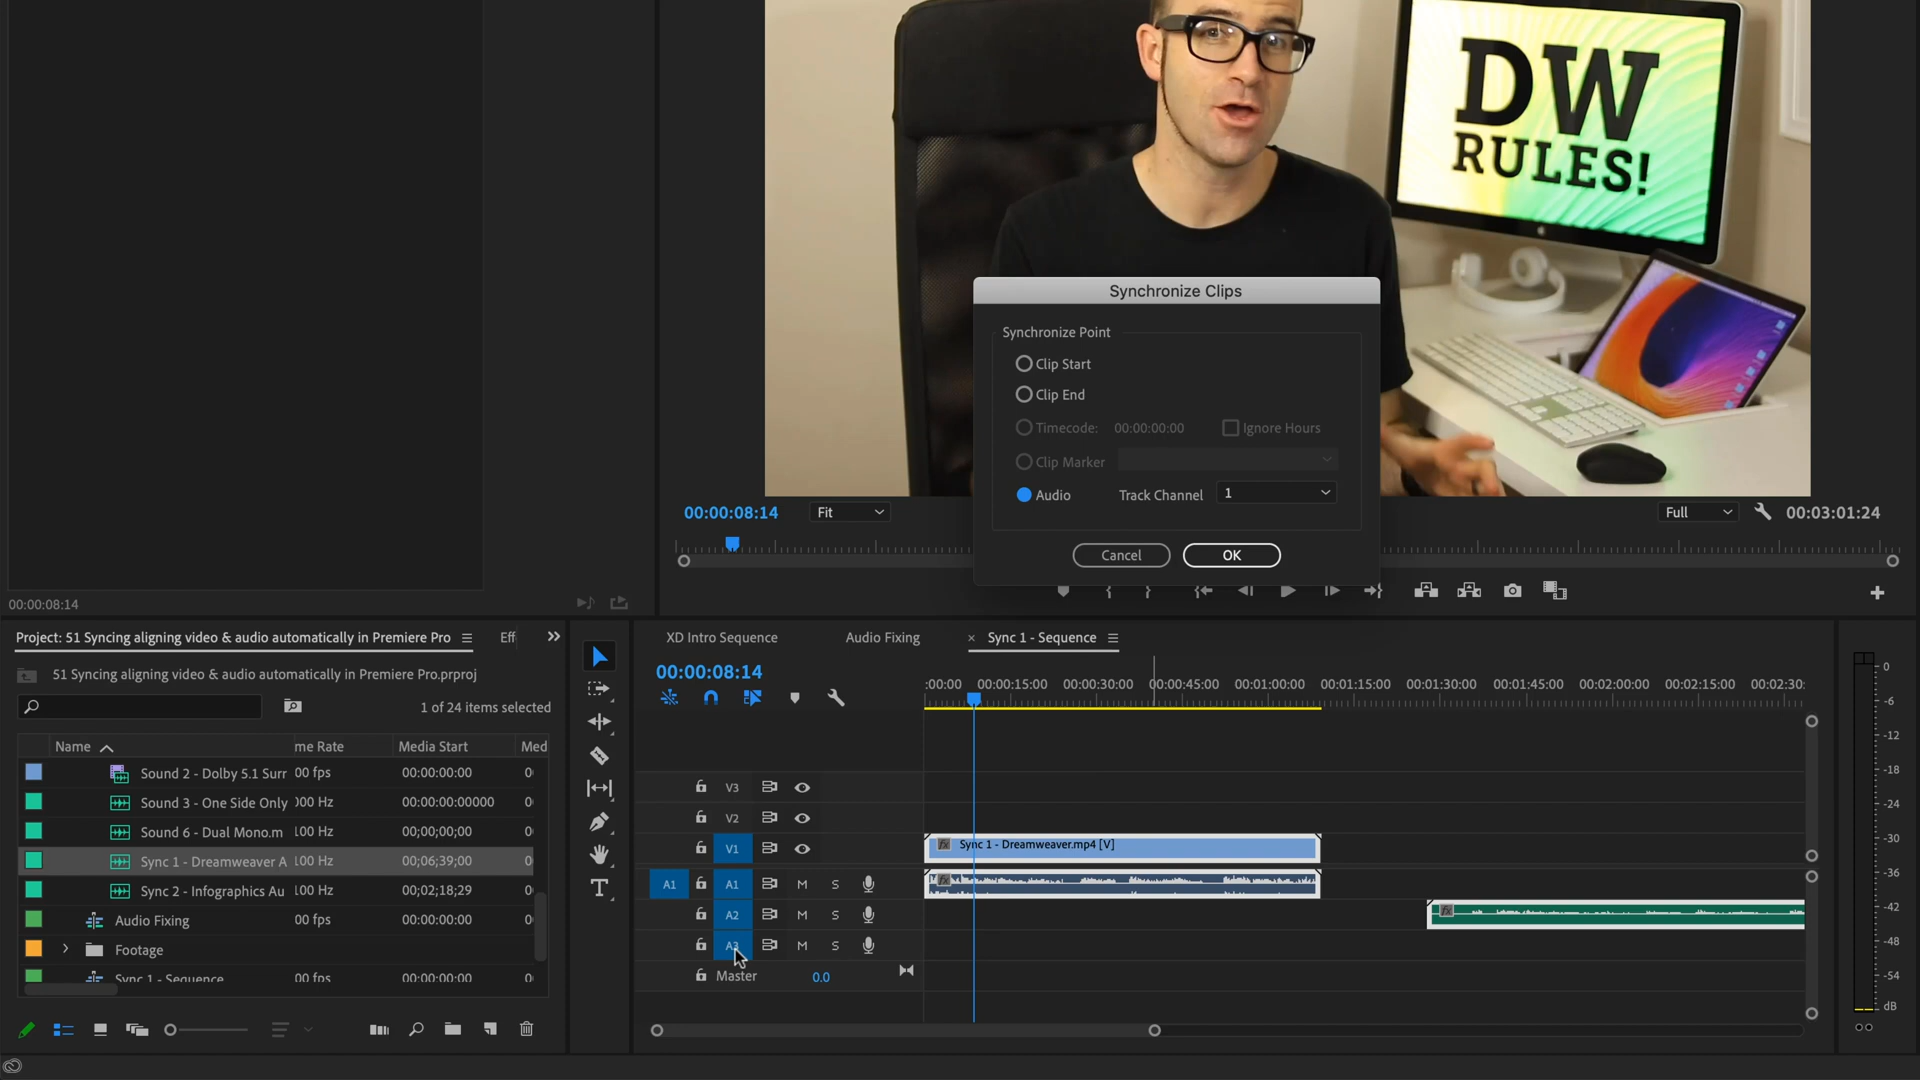 DW
RULES!
Synchronize Clips
Synchronize Point
Clip Start
Clip End
Timecode: 00:00:00:00 Ignore Hours
Clip Marker
Audio Track Channel 1
Cancel OK
00:00:08:14 Fit Full 00:03:01:24
00:00:08:14
Project: 51 Syncing aligning video & audio automatically in Premiere Pro Eff
51 Syncing aligning video & audio automatically in Premiere Pro.prproj
1 of 24 items selected
Name me Rate Media Start Med
Sound 2 - Dolby 5.1 Surr 00 fps 00:00:00:00
Sound 3 - One Side Only 000 Hz 00:00:00:00000
Sound 6 - Dual Mono.m 100 Hz 00;00;00;00
Sync 1 - Dreamweaver A 100 Hz 00;06;39;00
Sync 2 - Infographics Au 100 Hz 00;02;18;29
Audio Fixing 00 fps 00:00:00:00
Footage
Sync 1 - Sequence 00 fps 00:00:00:00
XD Intro Sequence Audio Fixing × Sync 1 - Sequence
00:00:08:14
:00:00 00:00:15:00 00:00:30:00 00:00:45:00 00:01:00:00 00:01:15:00 00:01:30:00 00:01:45:00 00:02:00:00 00:02:15:00 00:02:30:
V3
V2
V1 fx Sync 1 - Dreamweaver.mp4 [V]
A1 A1 M S fx
A2 M S fx
A3 M S
Master 0.0
0
-6
-12
-18
-24
-30
-36
-42
-48
-54
dB